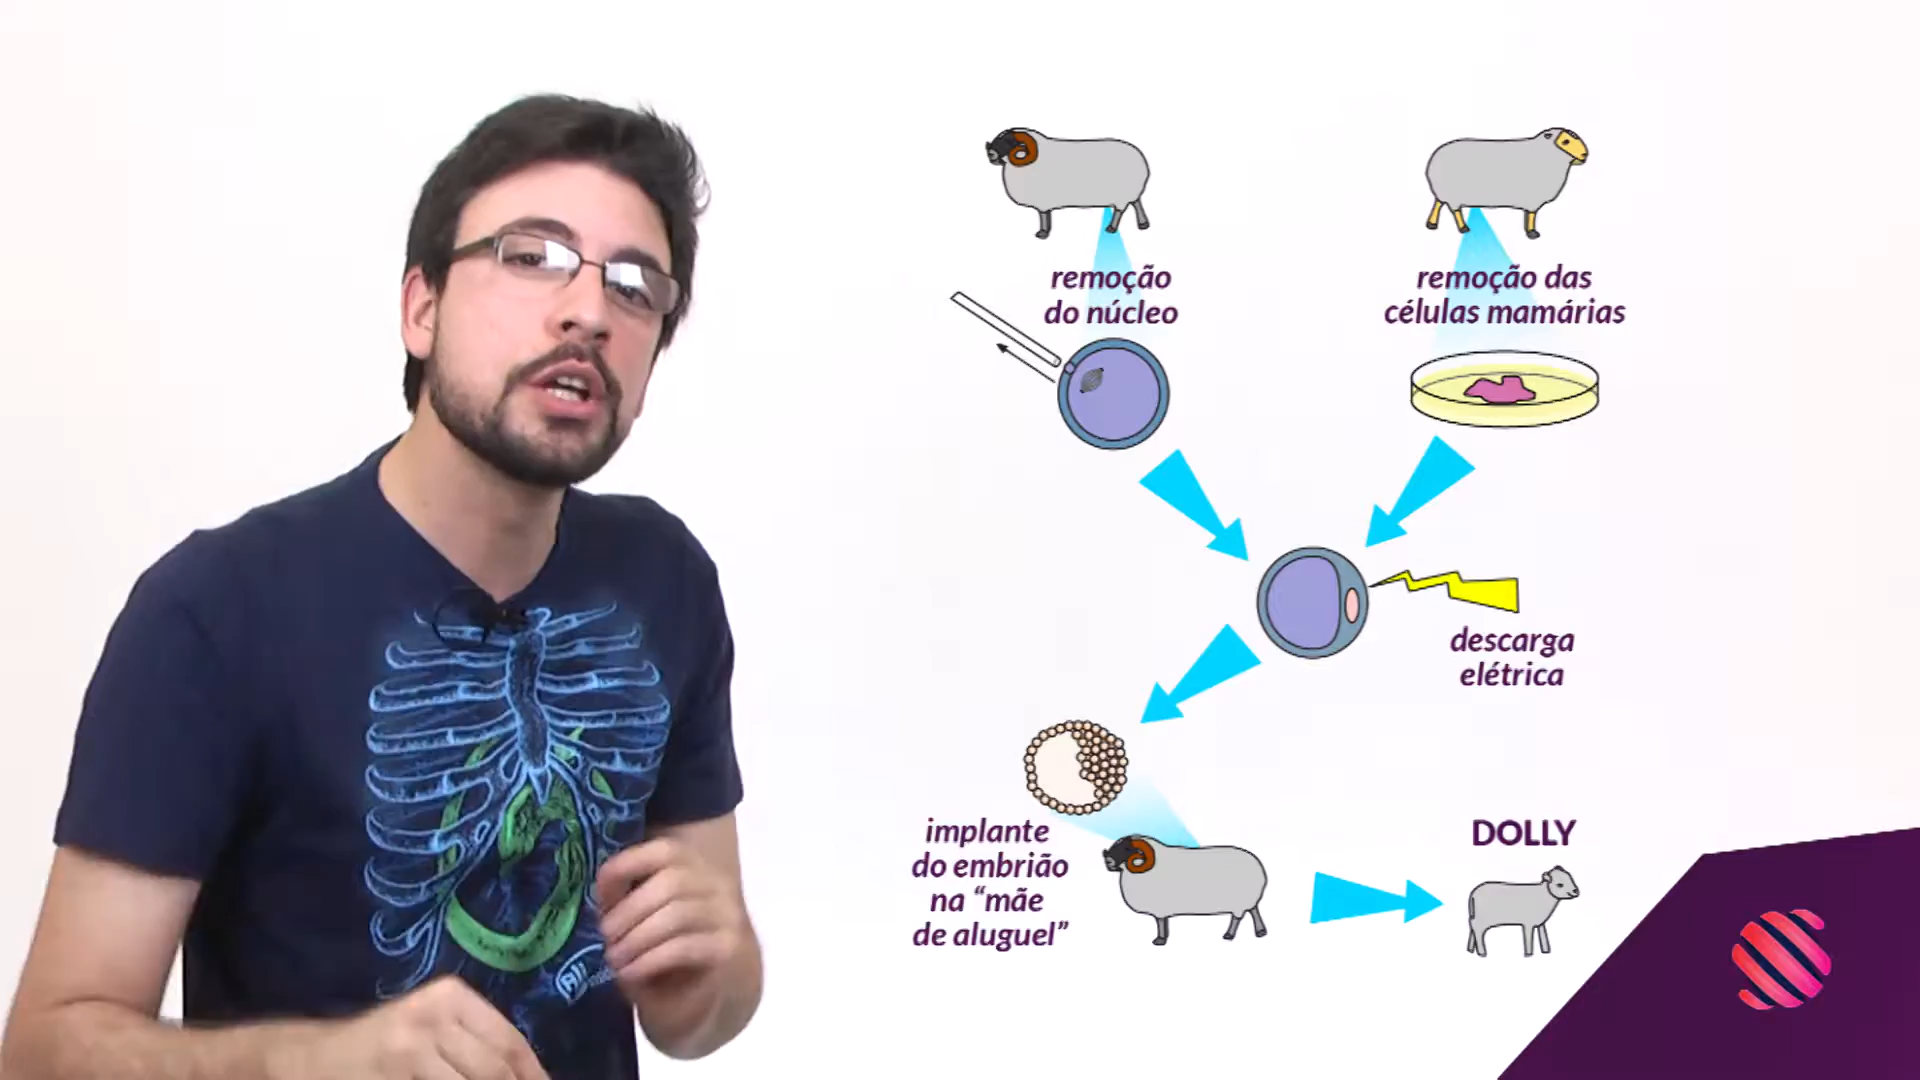 remoção
do núcleo
remoção das
células mamárias
descarga
elétrica
implante
do embrião
na “mãe
de aluguel”
DOLLY